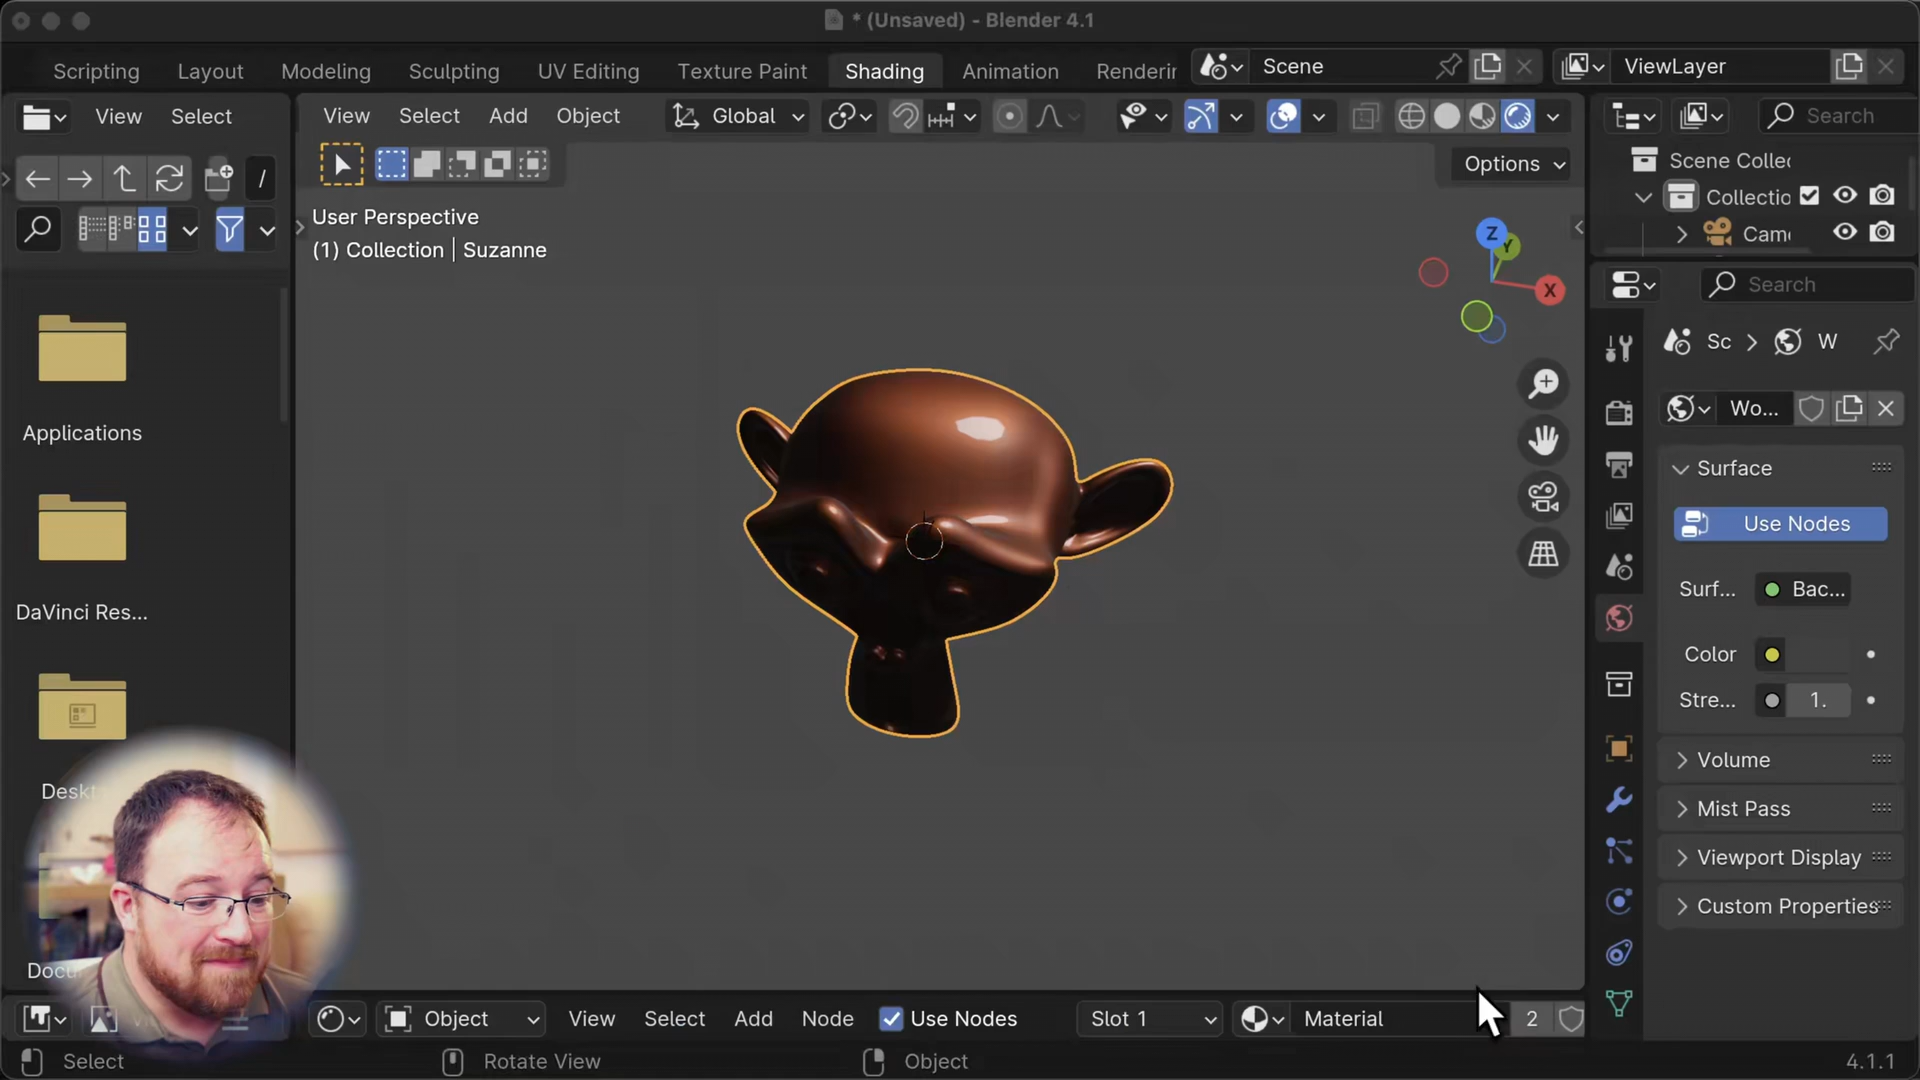 * (Unsaved) - Blender 4.1
Scripting Layout Modeling Sculpting UV Editing Texture Paint Shading Animation Renderir Scene ViewLayer
View Select View Select Add Object Global Search
/ Options Scene Collec
Collectio
User Perspective
(1) Collection | Suzanne
Z
Y
X
Came
Search
Sc W
Wo...
Applications
Surface
Use Nodes
Surf... Bac...
DaVinci Res...
Color
Stre... 1.
Volume
Deskt
Mist Pass
Viewport Display
Custom Properties
Docu
Object View Select Add Node Use Nodes Slot 1 Material 2
Select Rotate View Object 4.1.1